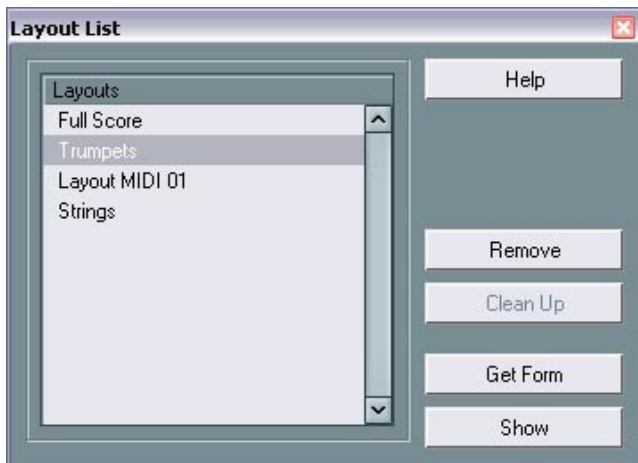 Layout List
Layouts
Full Score
Trumpets
Layout MIDI 01
Strings
Help
Remove
Clean Up
Get Form
Show